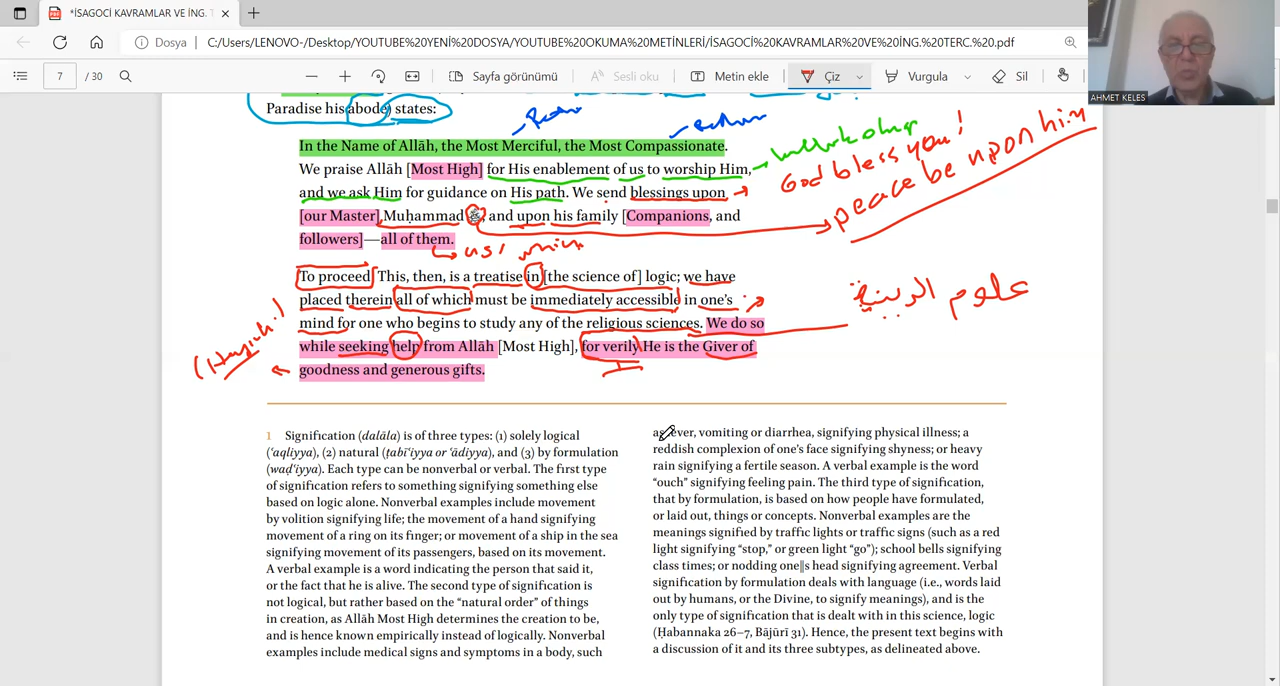 *İSAGOCİ KAVRAMLAR VE İNG. T
Dosya C:/Users/LENOVO-/Desktop/YOUTUBE%20YENİ%20DOSYA/YOUTUBE%20OKUMA%20METİNLERİ/İSAGOCİ%20KAVRAMLAR%20VE%20İNG.%20TERC.%20.pdf
7 / 30 Sayfa görünümü Sesli oku Metin ekle Çiz Vurgula Sil
AHMET KELES
Paradise his abode states:
In the Name of Allāh, the Most Merciful, the Most Compassionate.
We praise Allāh [Most High] for His enablement of us to worship Him,
and we ask Him for guidance on His path. We send blessings upon
[our Master] Muḥammad ﷺ, and upon his family [Companions, and
followers]—all of them.
God bless you!
peace be upon him
To proceed This, then, is a treatise in [the science of] logic; we have
placed therein all of which must be immediately accessible in one's
mind for one who begins to study any of the religious sciences. We do so
while seeking help from Allāh [Most High], for verily He is the Giver of
goodness and generous gifts.
علوم الدينية
1 Signification (dalāla) is of three types: (1) solely logical
('aqliyya), (2) natural (ṭabī'iyya or 'ādiyya), and (3) by formulation
(waḍ'iyya). Each type can be nonverbal or verbal. The first type
of signification refers to something signifying something else
based on logic alone. Nonverbal examples include movement
by volition signifying life; the movement of a hand signifying
movement of a ring on its finger; or movement of a ship in the sea
signifying movement of its passengers, based on its movement.
A verbal example is a word indicating the person that said it,
or the fact that he is alive. The second type of signification is
not logical, but rather based on the “natural order” of things
in creation, as Allāh Most High determines the creation to be,
and is hence known empirically instead of logically. Nonverbal
examples include medical signs and symptoms in a body, such
as fever, vomiting or diarrhea, signifying physical illness; a
reddish complexion of one's face signifying shyness; or heavy
rain signifying a fertile season. A verbal example is the word
“ouch” signifying feeling pain. The third type of signification,
that by formulation, is based on how people have formulated,
or laid out, things or concepts. Nonverbal examples are the
meanings signified by traffic lights or traffic signs (such as a red
light signifying “stop,” or green light “go”); school bells signifying
class times; or nodding one||s head signifying agreement. Verbal
signification by formulation deals with language (i.e., words laid
out by humans, or the Divine, to signify meanings), and is the
only type of signification that is dealt with in this science, logic
(Ḥabannaka 26–7, Bājūrī 31). Hence, the present text begins with
a discussion of it and its three subtypes, as delineated above.